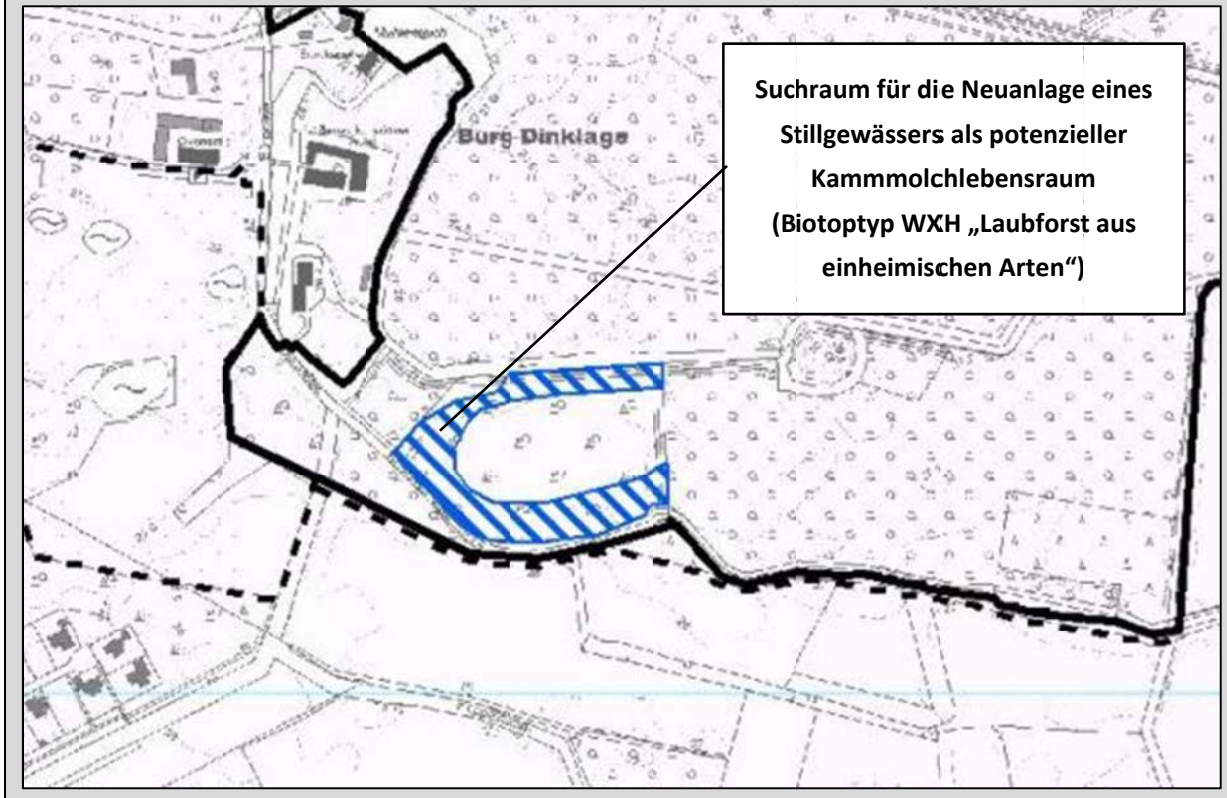 Suchraum für die Neuanlage eines
Stillgewässers als potenzieller
Kammmolchlebensraum
(Biotoptyp WXH „Laubforst aus
einheimischen Arten“)
Burg Dinklage